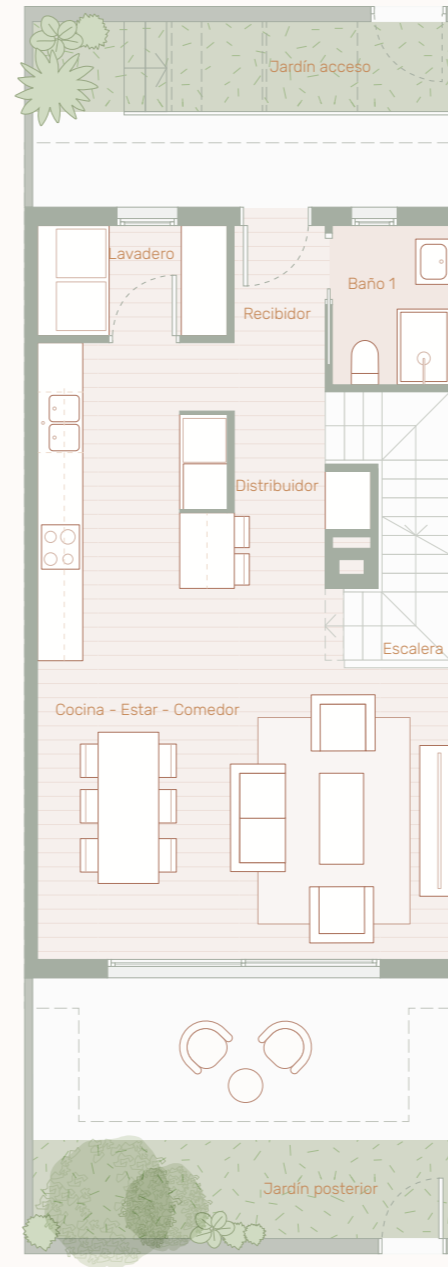 Jardín acceso
Lavadero
Baño 1
Recibidor
Distribuidor
Escalera
Cocina - Estar - Comedor
Jardín posterior